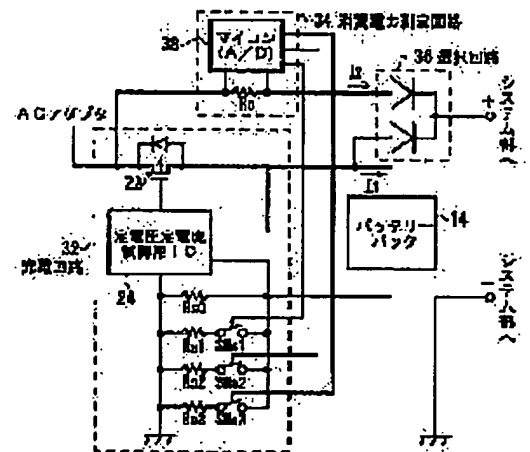 34 消費電力測定回路
38
マイコン
(A/D)
I2
36 選択回路
R0
ACアダプタ
+
システム部へ
22
I1
14
バッテリー
パック
定電圧定電流
制御用IC
32
充電回路
24
Rs0
Rs1 SWs1
Rs2 SWs2
Rs3
−
システム部へ